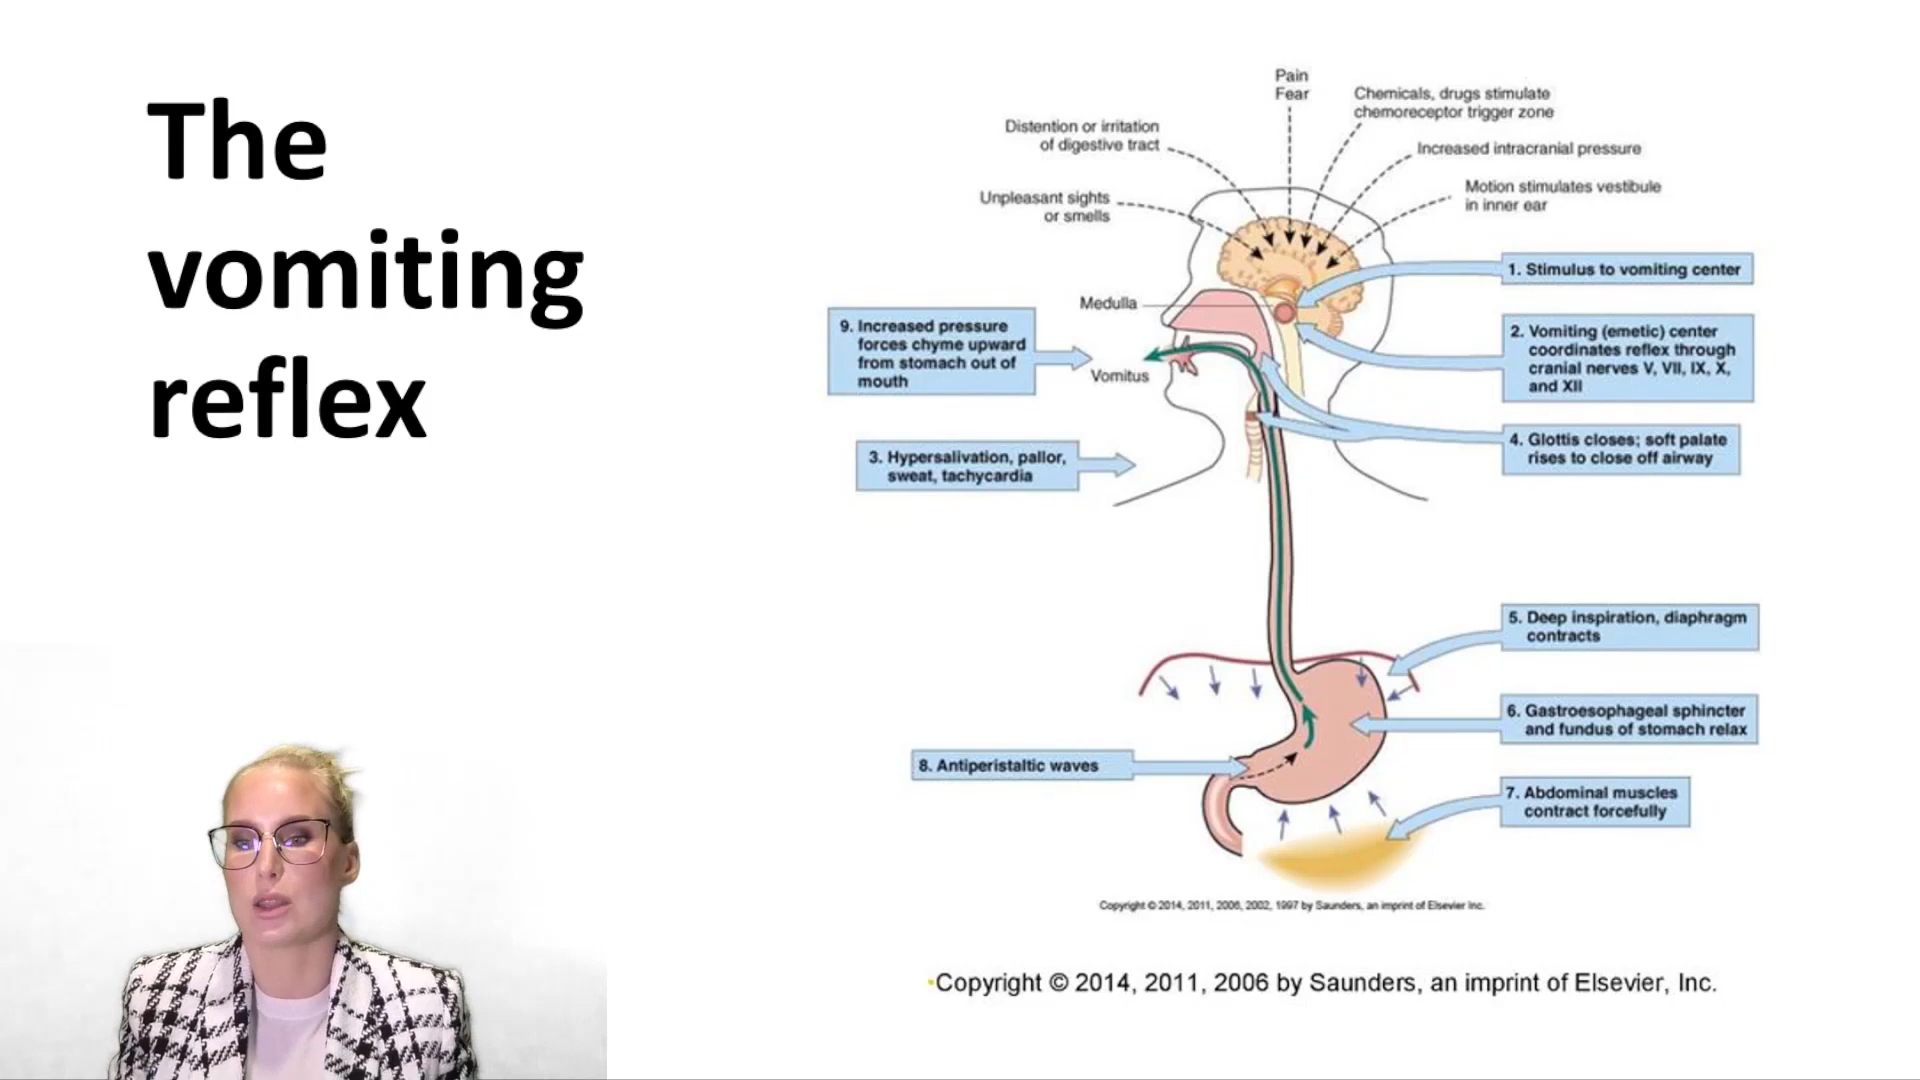 The
vomiting
reflex
Pain
Fear
Chemicals, drugs stimulate
chemoreceptor trigger zone
Distention or irritation
of digestive tract
Increased intracranial pressure
Motion stimulates vestibule
in inner ear
Unpleasant sights
or smells
1. Stimulus to vomiting center
Medulla
2. Vomiting (emetic) center
coordinates reflex through
cranial nerves V, VII, IX, X,
and XII
9. Increased pressure
forces chyme upward
from stomach out of
mouth
Vomitus
4. Glottis closes; soft palate
rises to close off airway
3. Hypersalivation, pallor,
sweat, tachycardia
5. Deep inspiration, diaphragm
contracts
6. Gastroesophageal sphincter
and fundus of stomach relax
8. Antiperistaltic waves
7. Abdominal muscles
contract forcefully
Copyright © 2014, 2011, 2006, 2002, 1997 by Saunders, an imprint of Elsevier Inc.
•Copyright © 2014, 2011, 2006 by Saunders, an imprint of Elsevier, Inc.